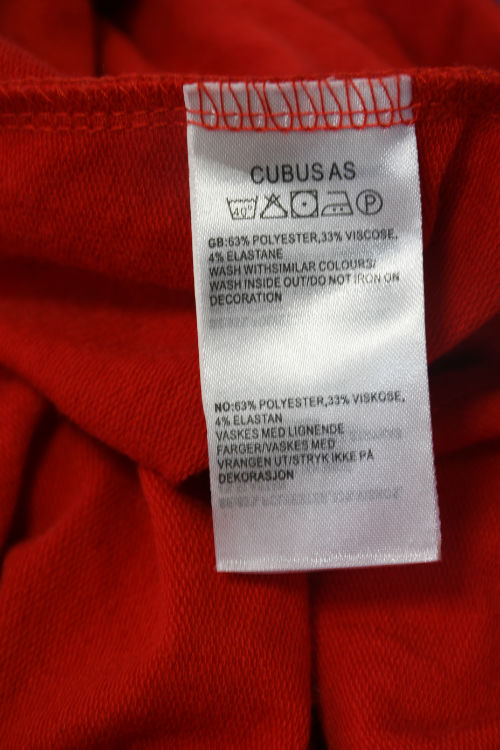 CUBUS AS
40° P
GB:63% POLYESTER,33% VISCOSE,
4% ELASTANE
WASH WITHSIMILAR COLOURS/
WASH INSIDE OUT/DO NOT IRON ON
DECORATION
NO:63% POLYESTER,33% VISKOSE,
4% ELASTAN
VASKES MED LIGNENDE
FARGER/VASKES MED
VRANGEN UT/STRYK IKKE PÅ
DEKORASJON